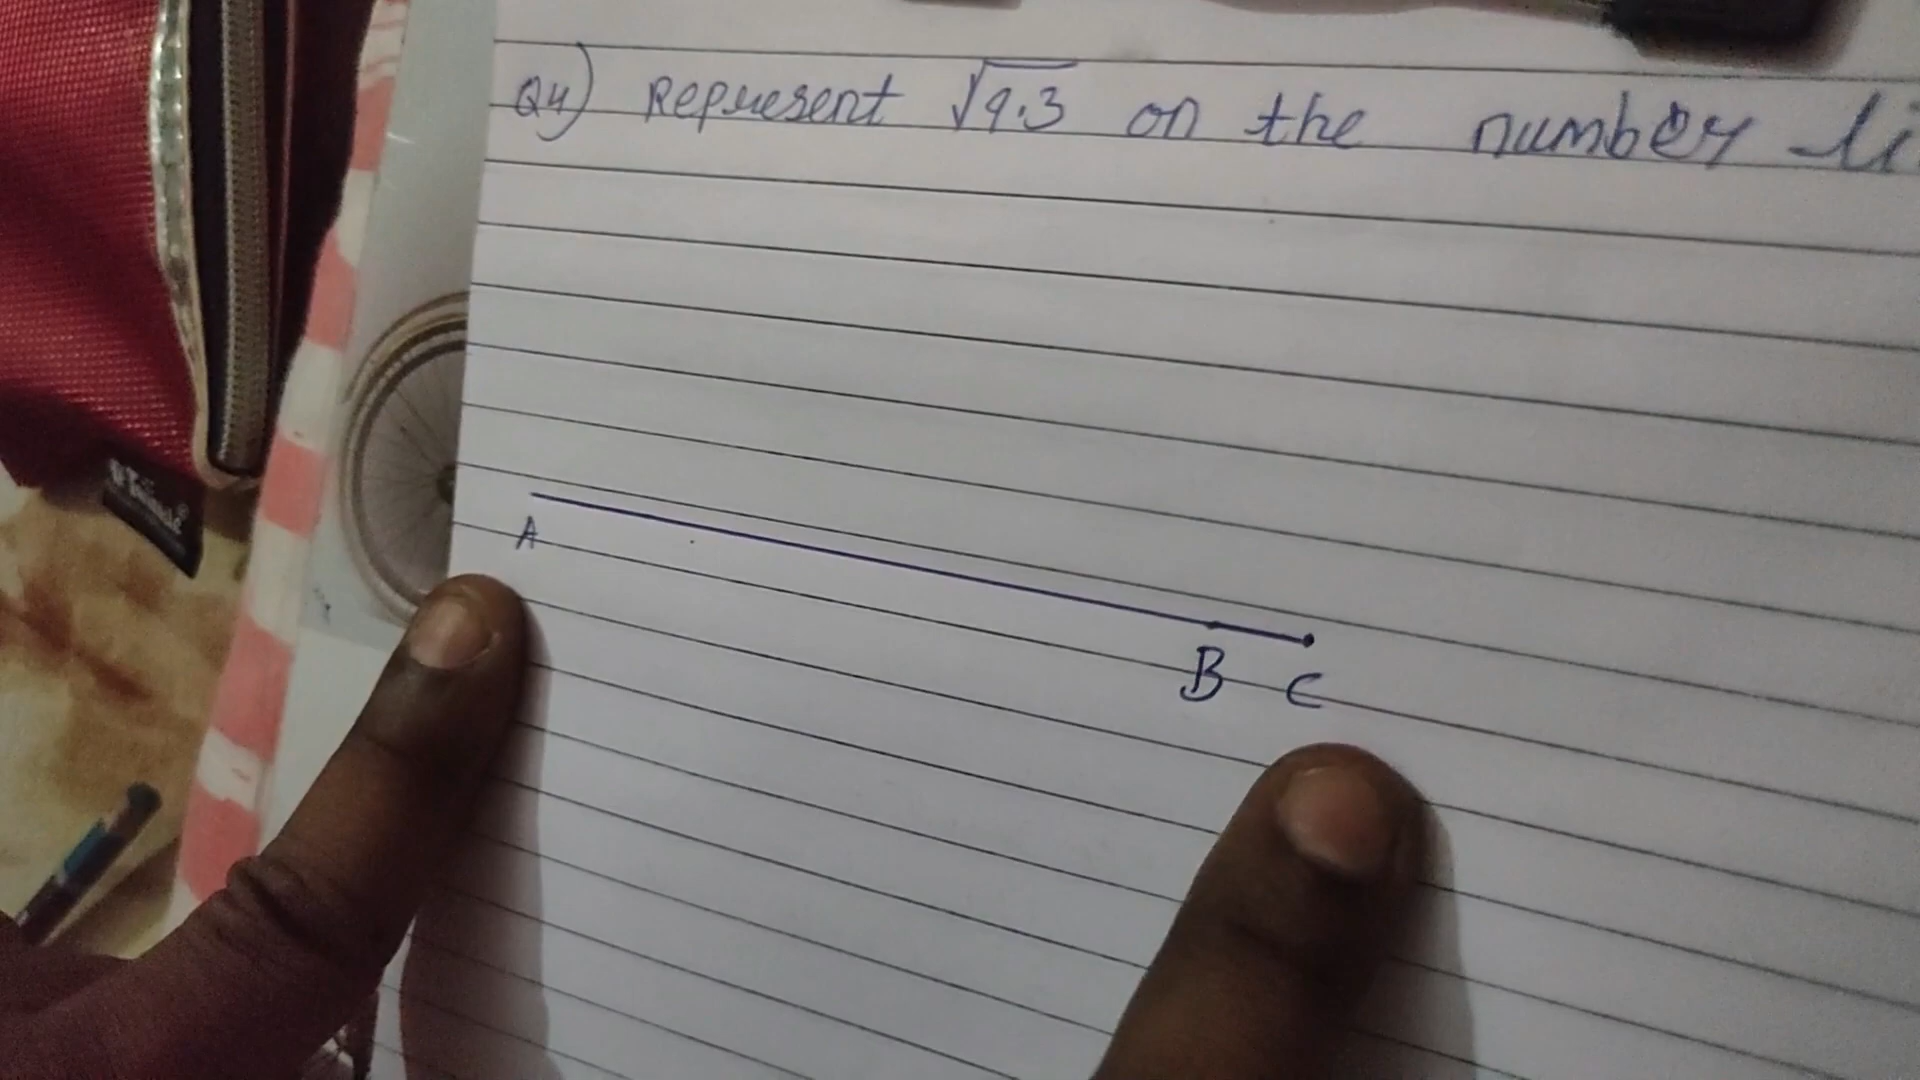 Q4) Represent √9.3 on the number li
A
B C